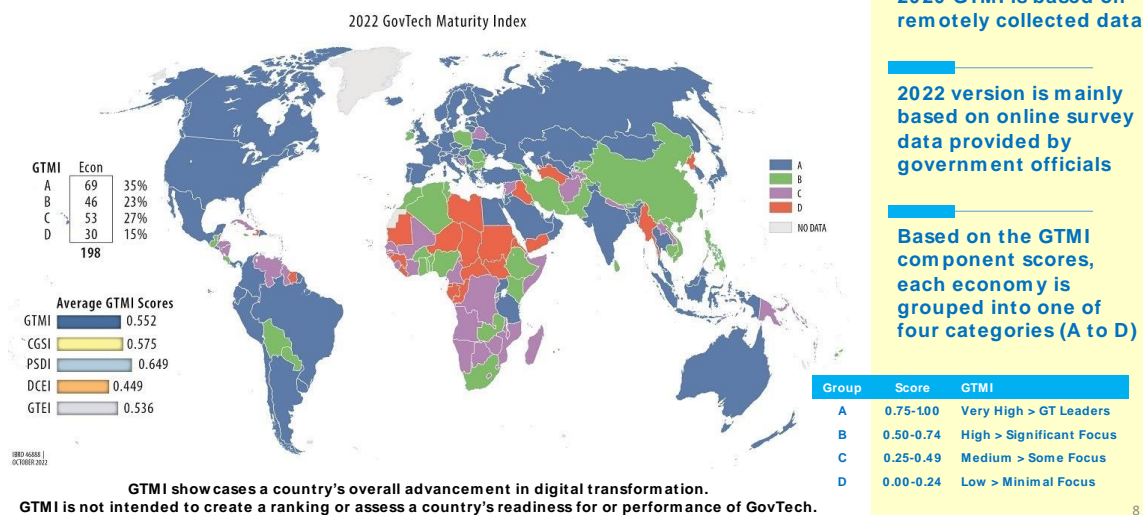 2022 GovTech Maturity Index
GTMI Econ
A 69 35%
B 46 23%
C 53 27%
D 30 15%
198
Average GTMI Scores
GTMI 0.552
CGSI 0.575
PSDI 0.649
DCEI 0.449
GTEI 0.536
IBRD 46888 |
OCTOBER 2022
A
B
C
D
NO DATA
GTMI showcases a country's overall advancement in digital transformation.
GTMI is not intended to create a ranking or assess a country's readiness for or performance of GovTech.
2020 GTMI is based on
remotely collected data
2022 version is mainly
based on online survey
data provided by
government officials
Based on the GTMI
component scores,
each economy is
grouped into one of
four categories (A to D)
Group Score GTMI
A 0.75-1.00 Very High > GT Leaders
B 0.50-0.74 High > Significant Focus
C 0.25-0.49 Medium > Some Focus
D 0.00-0.24 Low > Minimal Focus
8